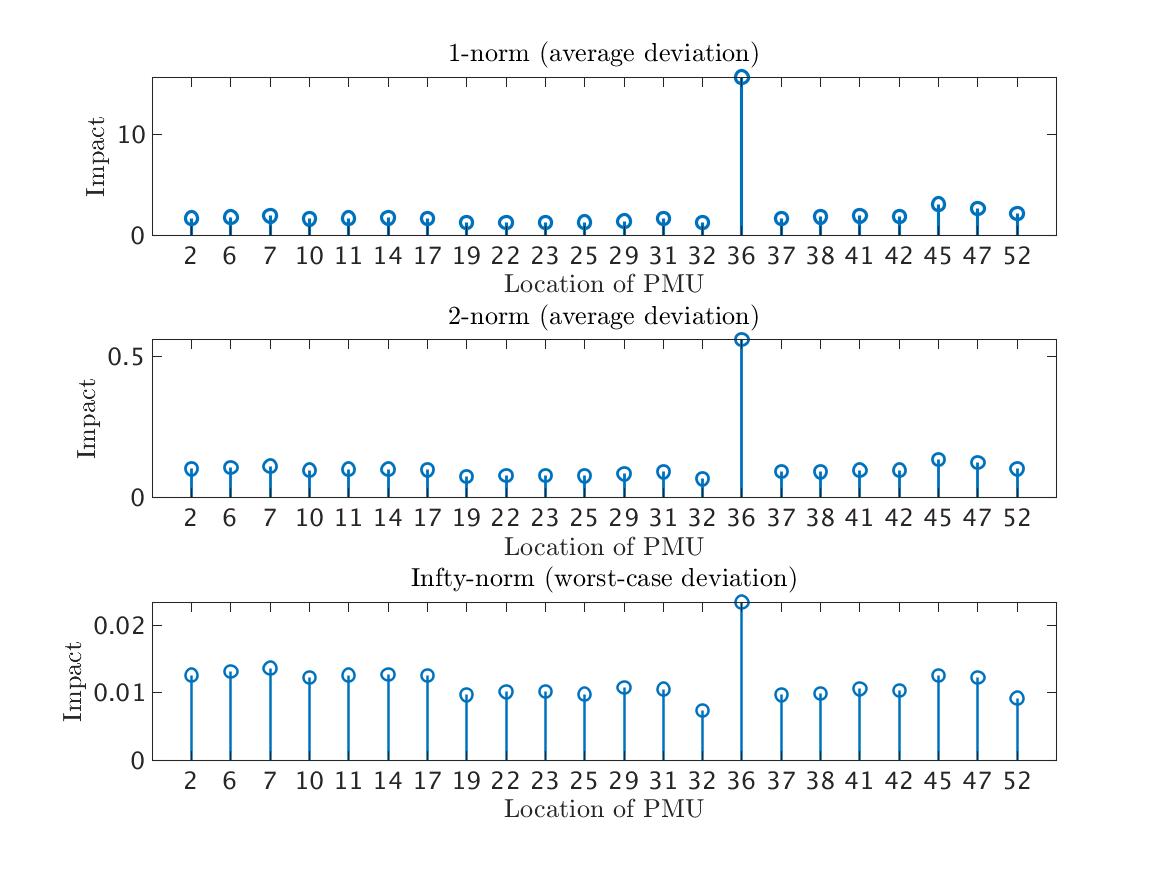 1-norm (average deviation)
Impact
10
0
2 6 7 10 11 14 17 19 22 23 25 29 31 32 36 37 38 41 42 45 47 52
Location of PMU
2-norm (average deviation)
Impact
0.5
0
2 6 7 10 11 14 17 19 22 23 25 29 31 32 36 37 38 41 42 45 47 52
Location of PMU
Infty-norm (worst-case deviation)
Impact
0.02
0.01
0
2 6 7 10 11 14 17 19 22 23 25 29 31 32 36 37 38 41 42 45 47 52
Location of PMU